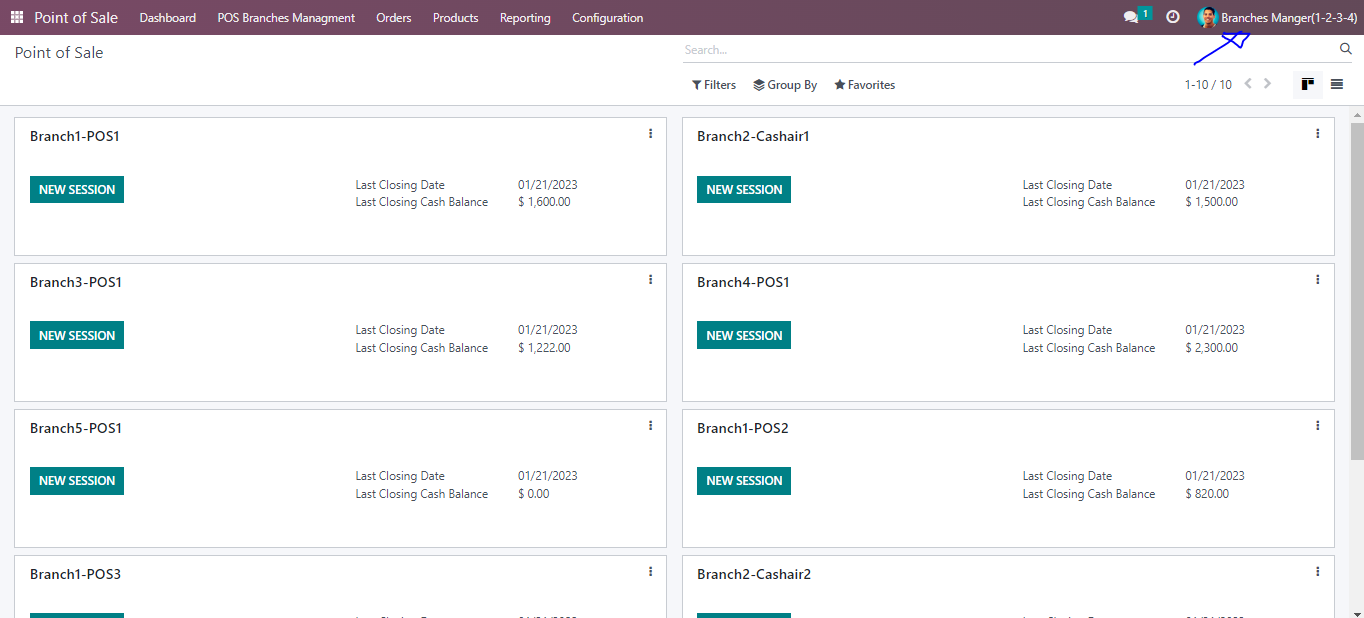 Point of Sale Dashboard POS Branches Managment Orders Products Reporting Configuration 1 Branches Manger(1-2-3-4)
Point of Sale Search...
Filters Group By Favorites 1-10 / 10
Branch1-POS1
NEW SESSION
Last Closing Date 01/21/2023
Last Closing Cash Balance $ 1,600.00
Branch2-Cashair1
NEW SESSION
Last Closing Date 01/21/2023
Last Closing Cash Balance $ 1,500.00
Branch3-POS1
NEW SESSION
Last Closing Date 01/21/2023
Last Closing Cash Balance $ 1,222.00
Branch4-POS1
NEW SESSION
Last Closing Date 01/21/2023
Last Closing Cash Balance $ 2,300.00
Branch5-POS1
NEW SESSION
Last Closing Date 01/21/2023
Last Closing Cash Balance $ 0.00
Branch1-POS2
NEW SESSION
Last Closing Date 01/21/2023
Last Closing Cash Balance $ 820.00
Branch1-POS3
Branch2-Cashair2